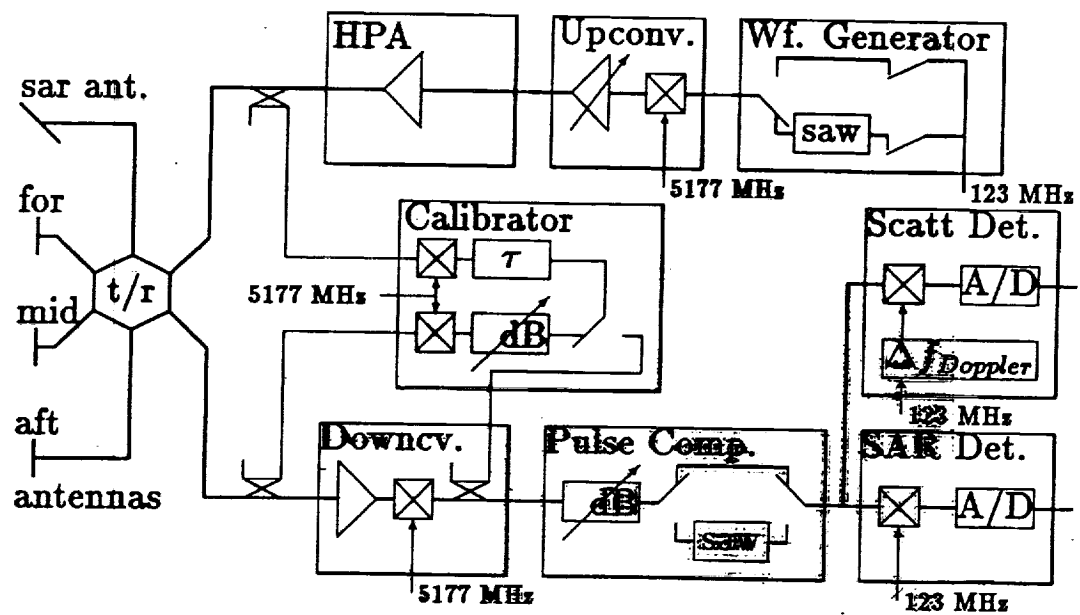 HPA
Upconv.
Wf. Generator
sar ant.
saw
5177 MHz
123 MHz
for
Calibrator
Scatt Det.
τ
t/r
5177 MHz
A/D
mid
dB
Δ f Doppler
123 MHz
aft
Downcv.
Pulse Comp.
SAR Det.
antennas
dB
A/D
saw
5177 MHz
123 MHz